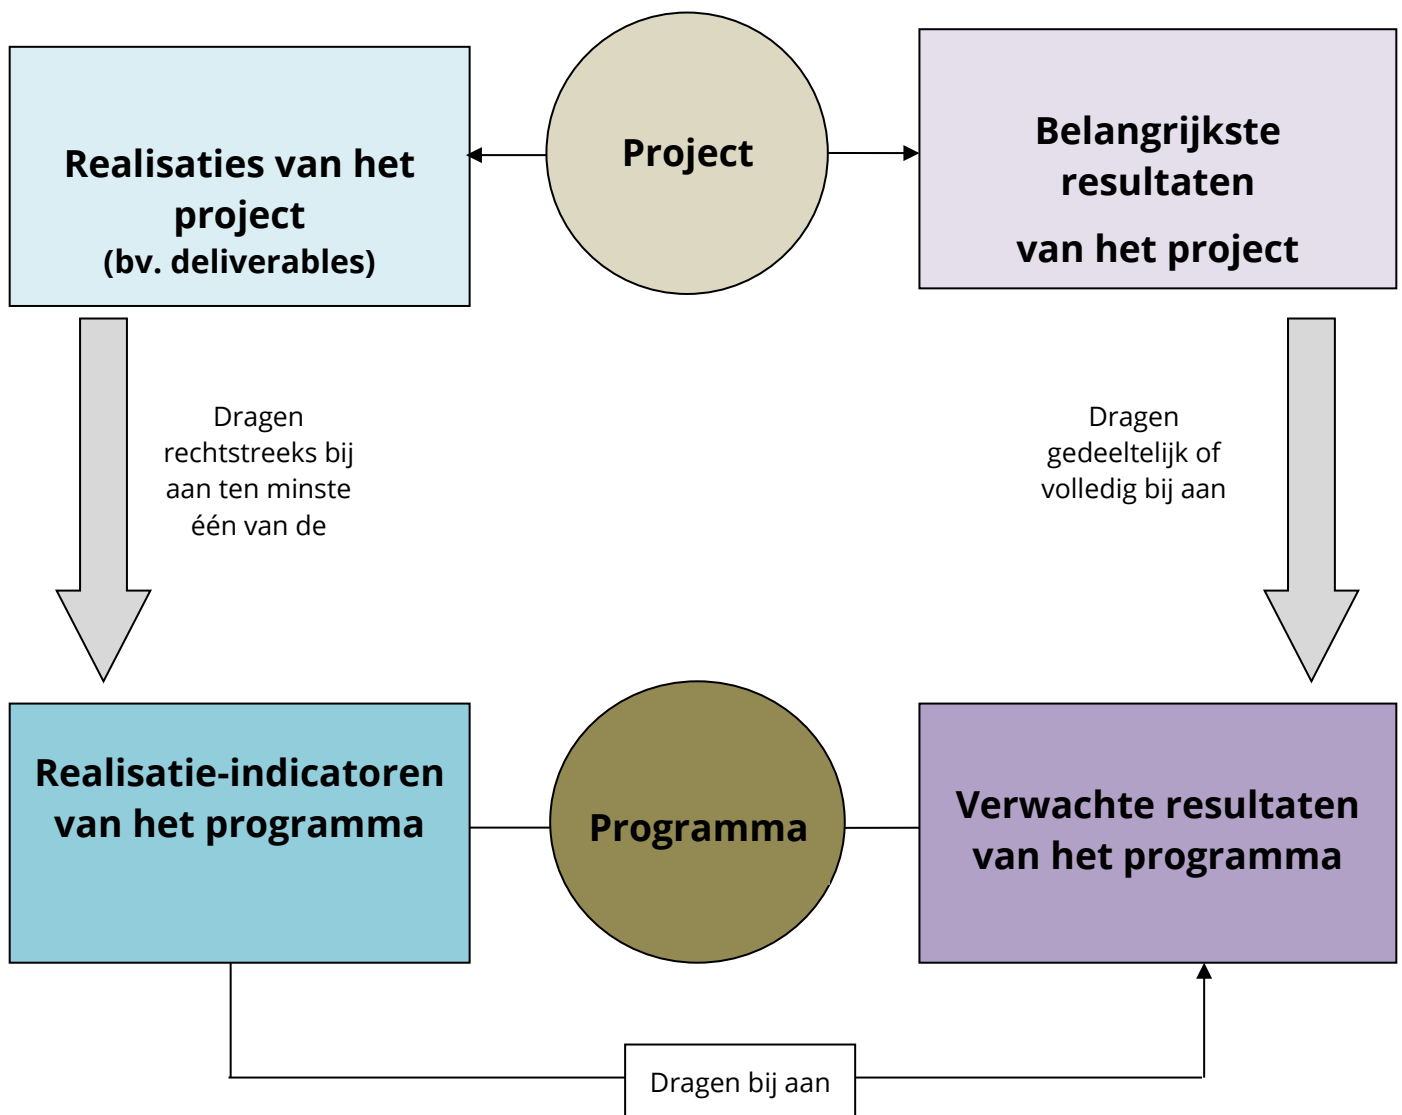 Realisaties van het
project
(bv. deliverables)
Project
Belangrijkste
resultaten
van het project
Dragen
rechtstreeks bij
aan ten minste
één van de
Dragen
gedeeltelijk of
volledig bij aan
Realisatie-indicatoren
van het programma
Programma
Verwachte resultaten
van het programma
Dragen bij aan